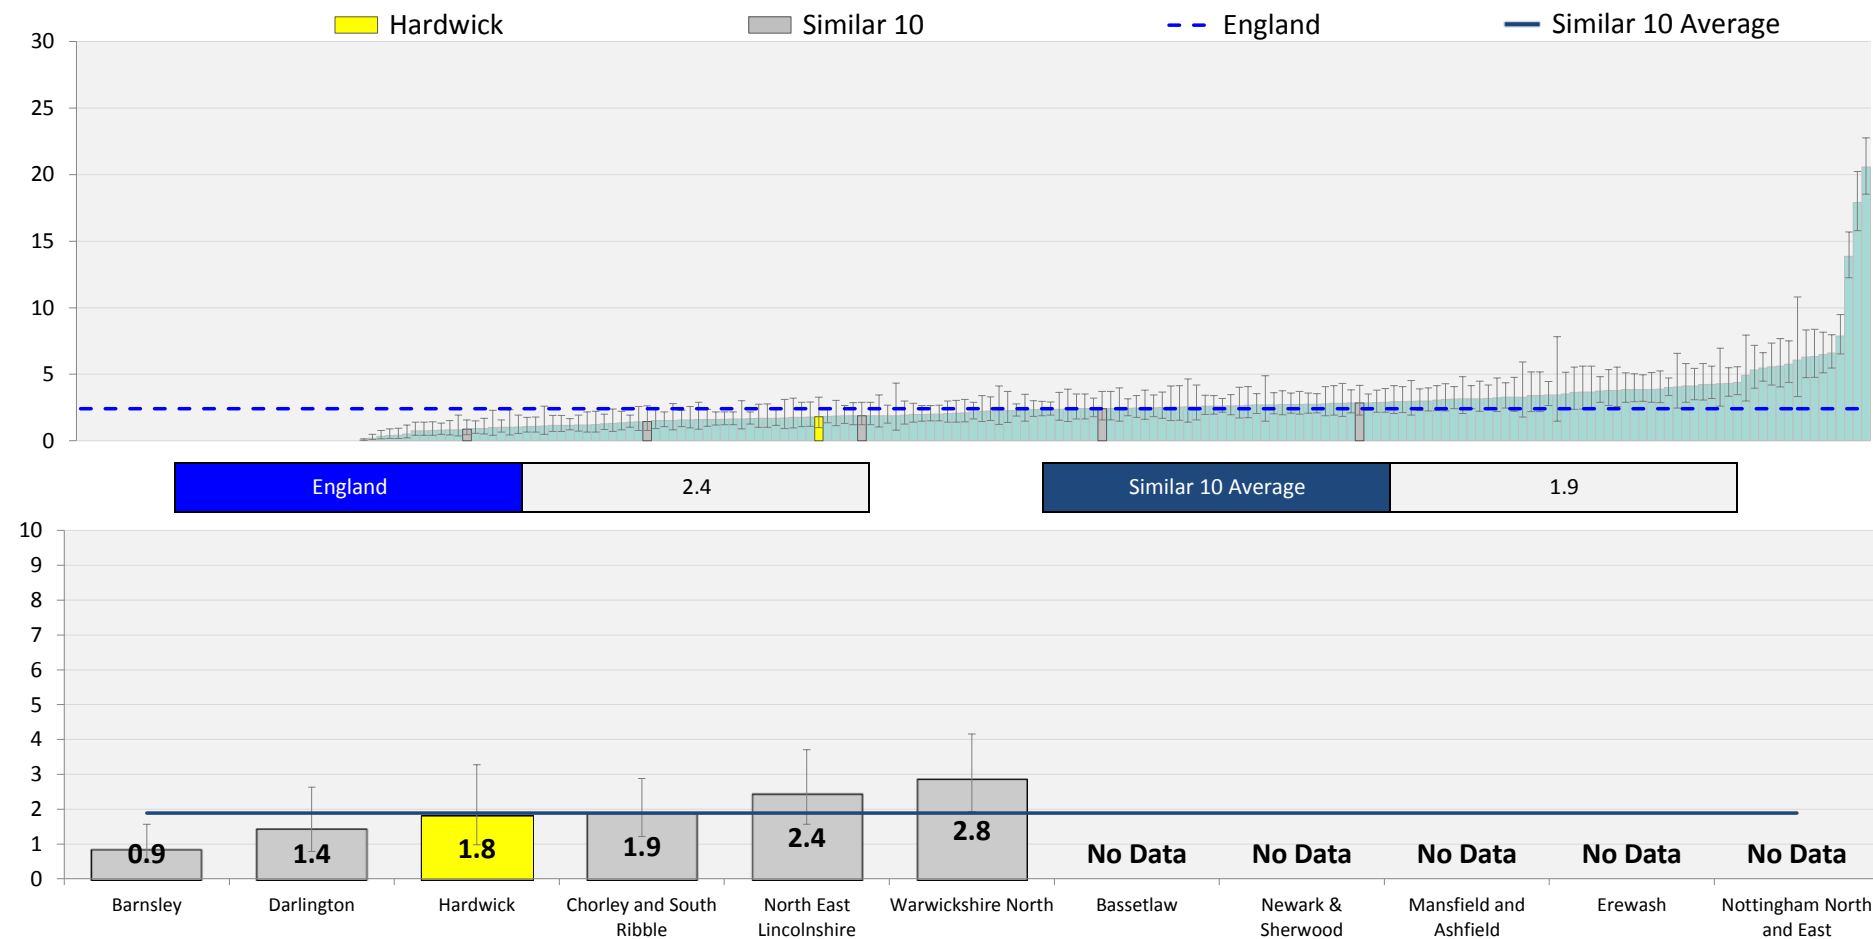 Hardwick
Similar 10
England
Similar 10 Average
30
25
20
15
10
5
0
England
2.4
Similar 10 Average
1.9
10
9
8
7
6
5
4
3
2
1
0
0.9
1.4
1.8
1.9
2.4
2.8
No Data
No Data
No Data
No Data
No Data
Barnsley
Darlington
Hardwick
Chorley and South
Ribble
North East
Lincolnshire
Warwickshire North
Bassetlaw
Newark &
Sherwood
Mansfield and
Ashfield
Erewash
Nottingham North
and East